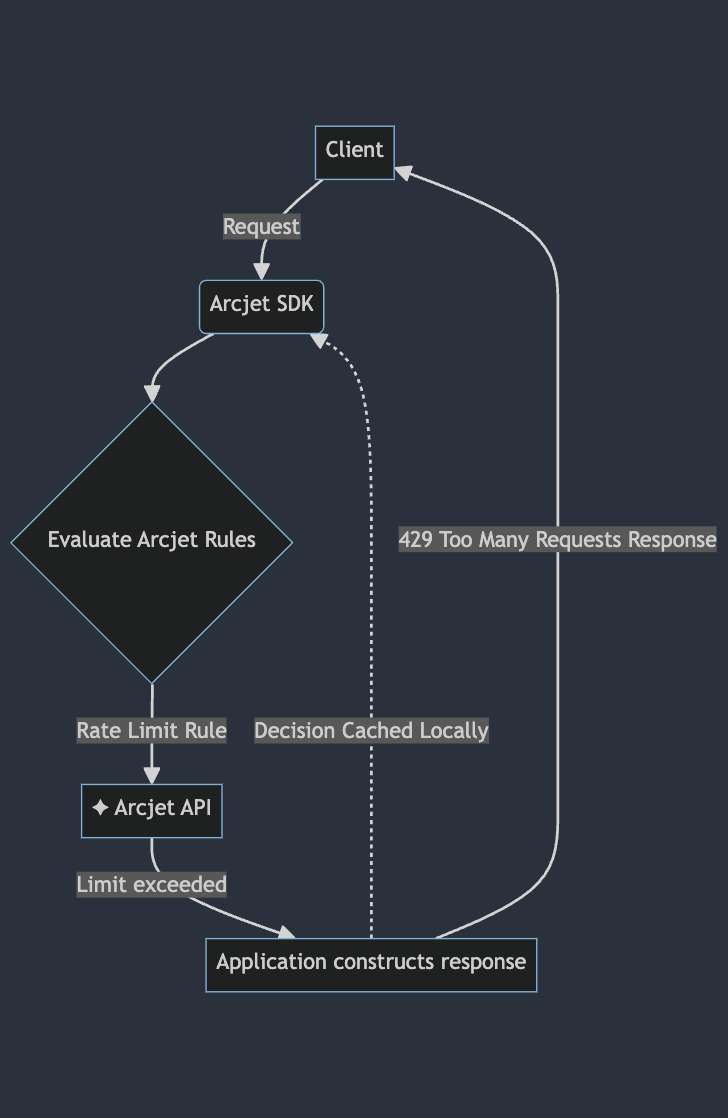 Client
Request
Arcjet SDK
Evaluate Arcjet Rules
429 Too Many Requests Response
Rate Limit Rule
Decision Cached Locally
✦ Arcjet API
Limit exceeded
Application constructs response